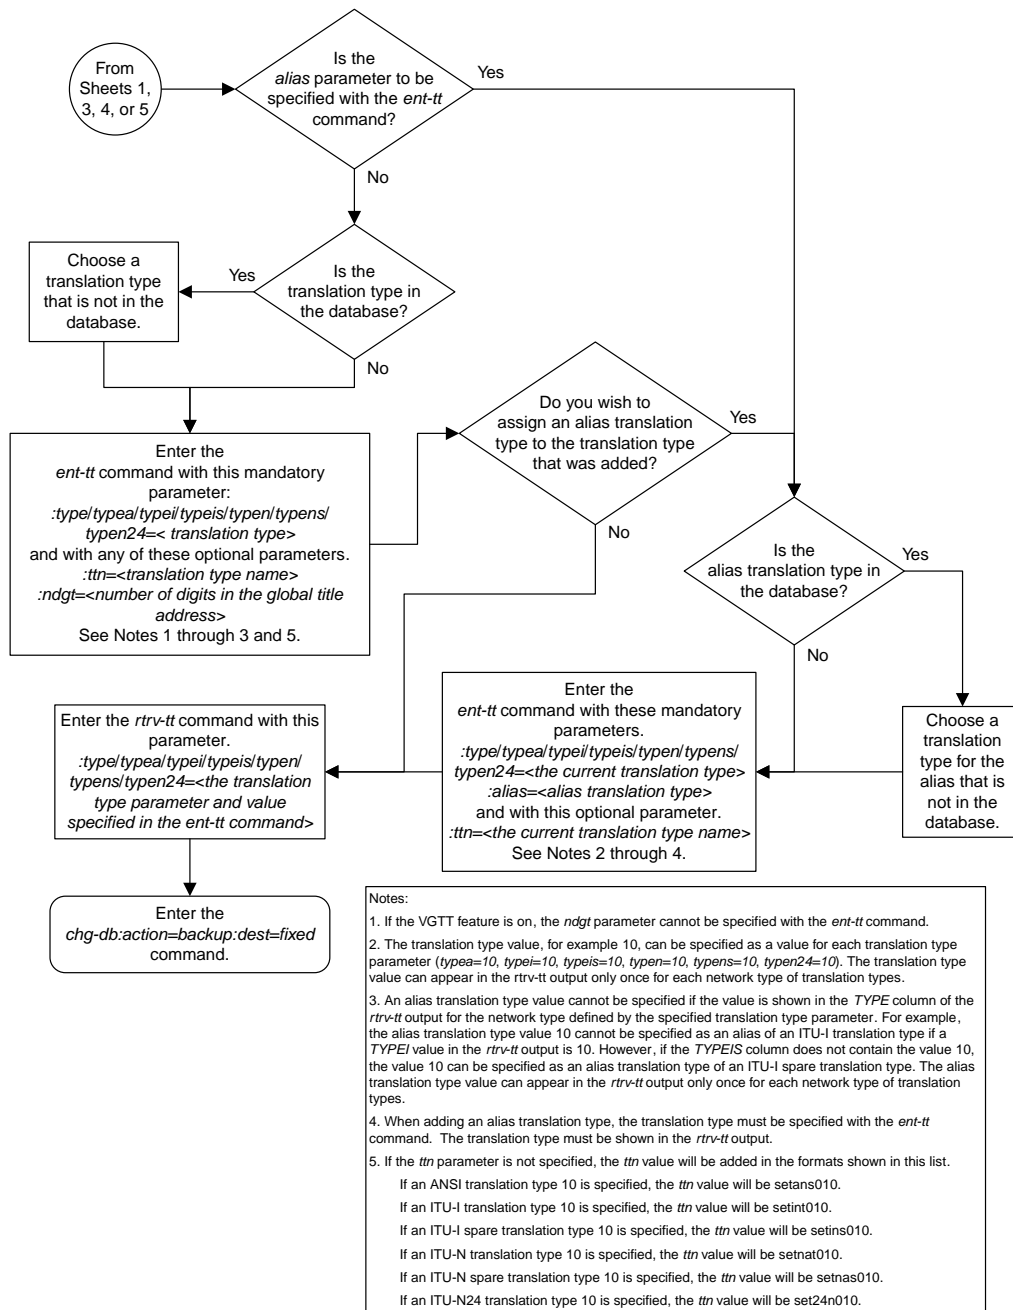 From
Sheets 1,
3, 4, or 5
Is the
alias parameter to be
specified with the ent-tt
command?
Yes
No
Choose a
translation type
that is not in the
database.
Yes
Is the
translation type in
the database?
No
Do you wish to
assign an alias translation
type to the translation type
that was added?
Yes
No
Enter the
ent-tt command with this mandatory
parameter:
:type/typea/typei/typeis/typen/typens/
typen24=< translation type>
and with any of these optional parameters.
:ttn=<translation type name>
:ndgt=<number of digits in the global title
address>
See Notes 1 through 3 and 5.
Is the
alias translation type in
the database?
Yes
No
Enter the rtrv-tt command with this
parameter.
:type/typea/typei/typeis/typen/
typens/typen24=<the translation
type parameter and value
specified in the ent-tt command>
Enter the
ent-tt command with these mandatory
parameters.
:type/typea/typei/typeis/typen/typens/
typen24=<the current translation type>
:alias=<alias translation type>
and with this optional parameter.
:ttn=<the current translation type name>
See Notes 2 through 4.
Choose a
translation
type for the
alias that is
not in the
database.
Enter the
chg-db:action=backup:dest=fixed
command.
Notes:
1. If the VGTT feature is on, the ndgt parameter cannot be specified with the ent-tt command.
2. The translation type value, for example 10, can be specified as a value for each translation type
parameter (typea=10, typei=10, typeis=10, typen=10, typens=10, typen24=10). The translation type
value can appear in the rtrv-tt output only once for each network type of translation types.
3. An alias translation type value cannot be specified if the value is shown in the TYPE column of the
rtrv-tt output for the network type defined by the specified translation type parameter. For example,
the alias translation type value 10 cannot be specified as an alias of an ITU-I translation type if a
TYPEI value in the rtrv-tt output is 10. However, if the TYPEIS column does not contain the value 10,
the value 10 can be specified as an alias translation type of an ITU-I spare translation type. The alias
translation type value can appear in the rtrv-tt output only once for each network type of translation
types.
4. When adding an alias translation type, the translation type must be specified with the ent-tt
command. The translation type must be shown in the rtrv-tt output.
5. If the ttn parameter is not specified, the ttn value will be added in the formats shown in this list.
If an ANSI translation type 10 is specified, the ttn value will be setans010.
If an ITU-I translation type 10 is specified, the ttn value will be setint010.
If an ITU-I spare translation type 10 is specified, the ttn value will be setins010.
If an ITU-N translation type 10 is specified, the ttn value will be setnat010.
If an ITU-N spare translation type 10 is specified, the ttn value will be setnas010.
If an ITU-N24 translation type 10 is specified, the ttn value will be set24n010.